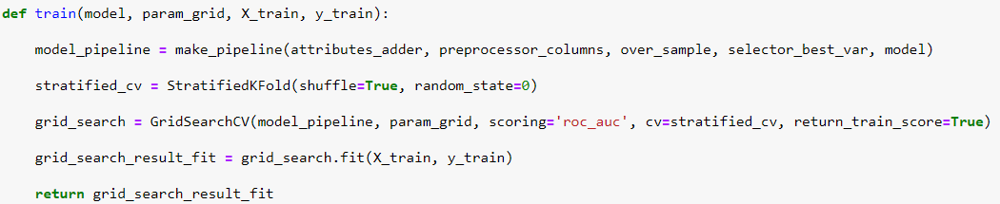 def train(model, param_grid, X_train, y_train):
    model_pipeline = make_pipeline(attributes_adder, preprocessor_columns, over_sample, selector_best_var, model)
    stratified_cv = StratifiedKFold(shuffle=True, random_state=0)
    grid_search = GridSearchCV(model_pipeline, param_grid, scoring='roc_auc', cv=stratified_cv, return_train_score=True)
    grid_search_result_fit = grid_search.fit(X_train, y_train)
    return grid_search_result_fit